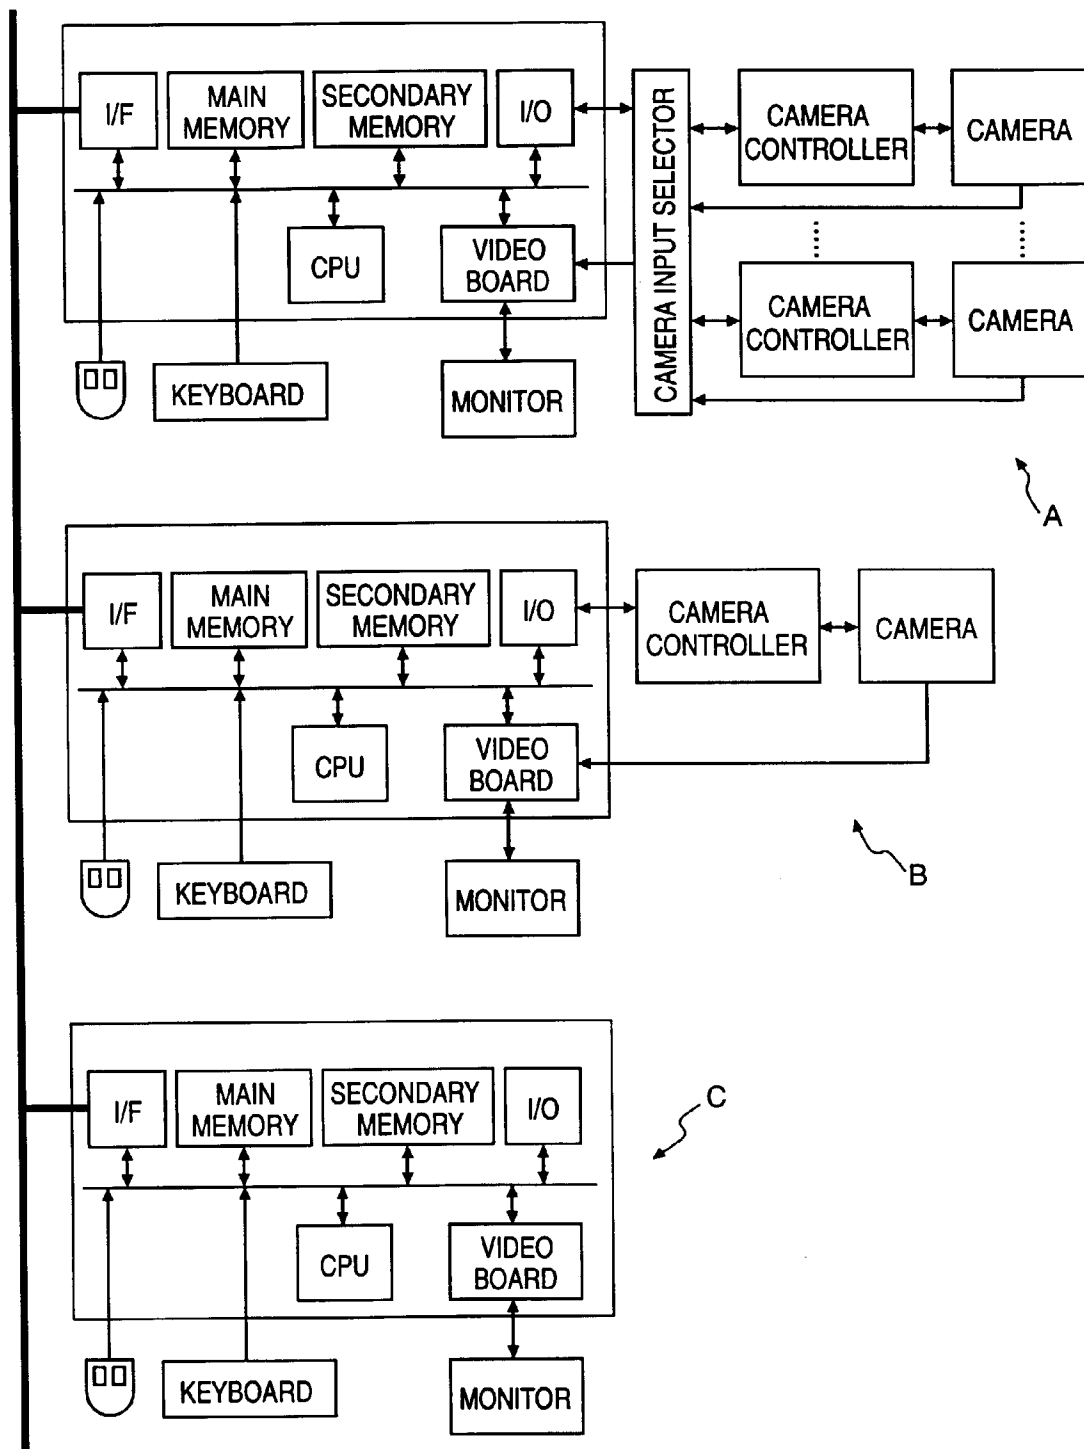 I/F
MAIN
MEMORY
SECONDARY
MEMORY
I/O
CPU
VIDEO
BOARD
KEYBOARD
MONITOR
CAMERA INPUT SELECTOR
CAMERA
CONTROLLER
CAMERA
CAMERA
CONTROLLER
CAMERA
A
I/F
MAIN
MEMORY
SECONDARY
MEMORY
I/O
CAMERA
CONTROLLER
CAMERA
CPU
VIDEO
BOARD
KEYBOARD
MONITOR
B
I/F
MAIN
MEMORY
SECONDARY
MEMORY
I/O
C
CPU
VIDEO
BOARD
KEYBOARD
MONITOR